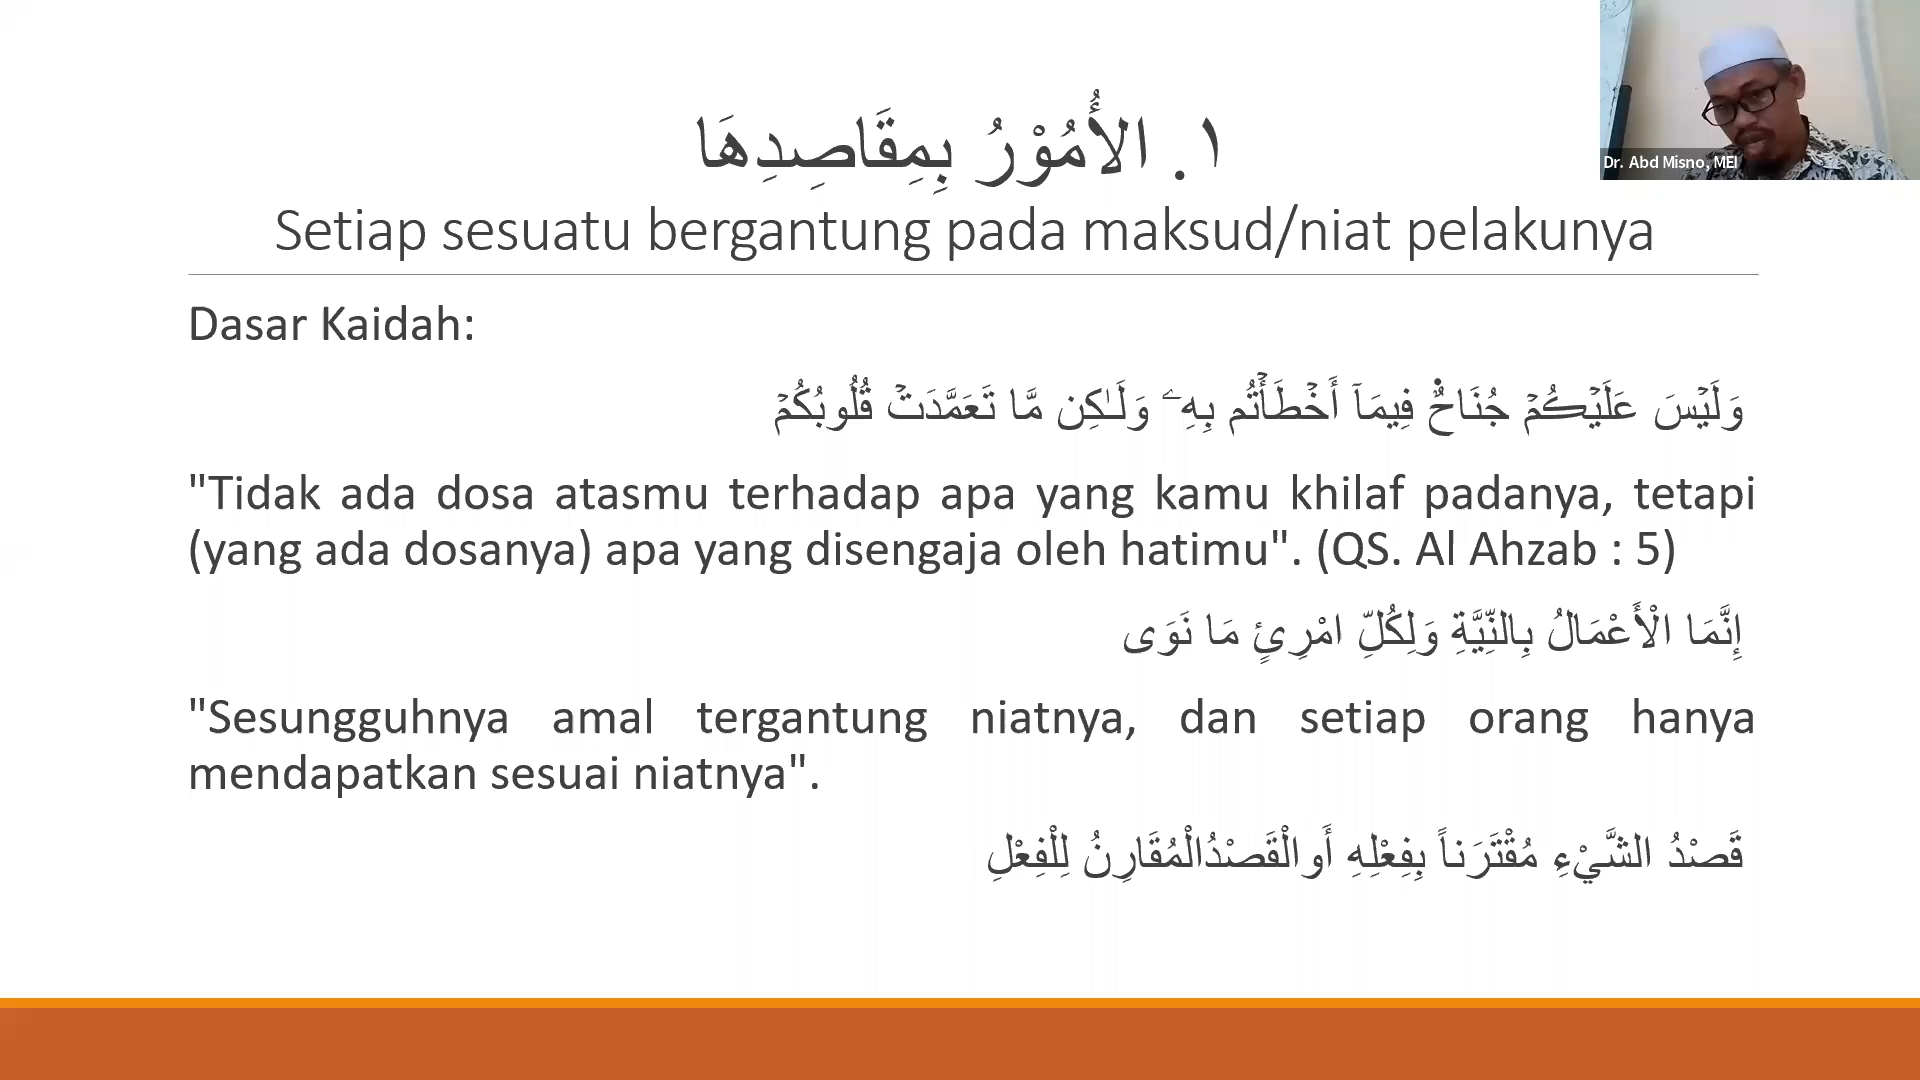 ١. الأُمُوْرُ بِمِقَاصِدِهَا
Setiap sesuatu bergantung pada maksud/niat pelakunya
Dr. Abd Misno, MEI
Dasar Kaidah:
وَلَيۡسَ عَلَيۡڪُمۡ جُنَاحٌ۬ فِيمَآ أَخۡطَأۡتُم بِهِۦ وَلَـٰكِن مَّا تَعَمَّدَتۡ قُلُوبُكُمۡ
"Tidak ada dosa atasmu terhadap apa yang kamu khilaf padanya, tetapi
(yang ada dosanya) apa yang disengaja oleh hatimu". (QS. Al Ahzab : 5)
إِنَّمَا الْأَعْمَالُ بِالنِّيَّةِ وَلِكُلِّ امْرِئٍ مَا نَوَى
"Sesungguhnya amal tergantung niatnya, dan setiap orang hanya
mendapatkan sesuai niatnya".
قَصْدُ الشَّيْءِ مُقْتَرَناً بِفِعْلِهِ أَوالْقَصْدُالْمُقَارِنُ لِلْفِعْلِ